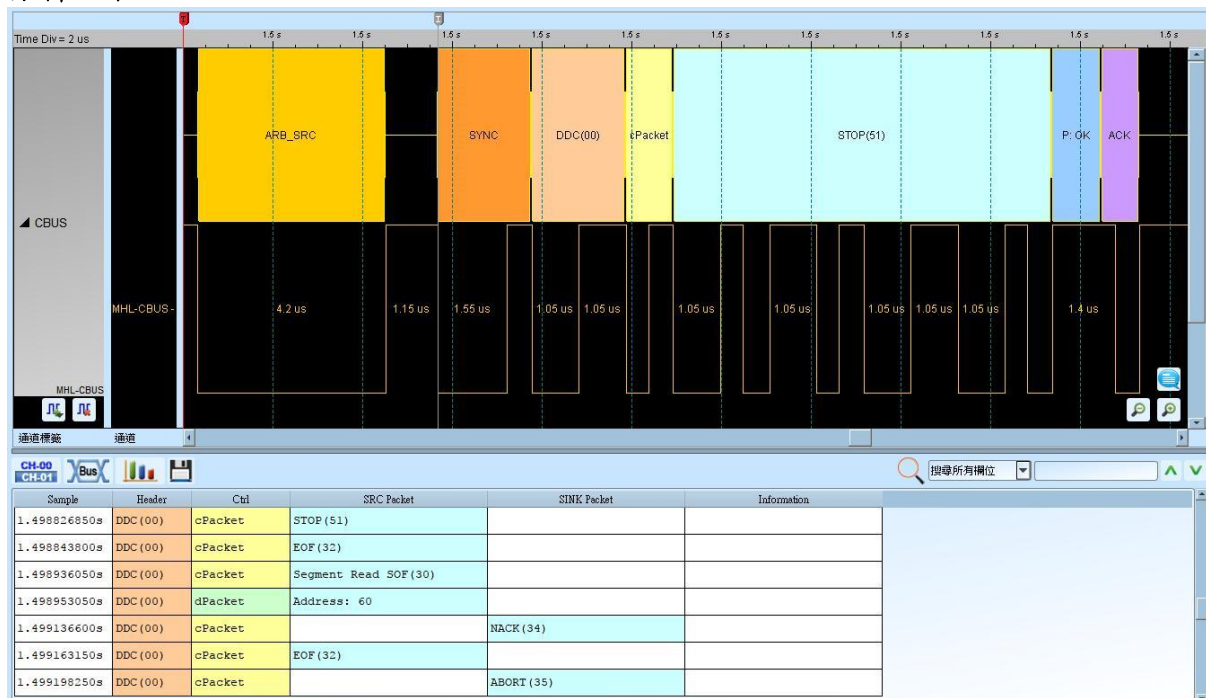 T T
Time Div = 2 us 1.5 s 1.5 s 1.5 s 1.5 s 1.5 s 1.5 s 1.5 s 1.5 s 1.5 s 1.5 s 1.5 s
ARB_SRC SYNC DDC(00) cPacket STOP(51) P: OK ACK
CBUS
MHL-CBUS - 4.2 us 1.15 us 1.55 us 1.05 us 1.05 us 1.05 us 1.05 us 1.05 us 1.05 us 1.05 us 1.4 us
MHL-CBUS
通道標籤 通道
CH-00 CH-01 Bus 搜尋所有欄位
Sample Header Ctrl SRC Packet SINK Packet Information
1.498826850s DDC(00) cPacket STOP(51)
1.498843800s DDC(00) cPacket EOF(32)
1.498936050s DDC(00) cPacket Segment Read SOF(30)
1.498953050s DDC(00) dPacket Address: 60
1.499136600s DDC(00) cPacket NACK(34)
1.499163150s DDC(00) cPacket EOF(32)
1.499198250s DDC(00) cPacket ABORT(35)